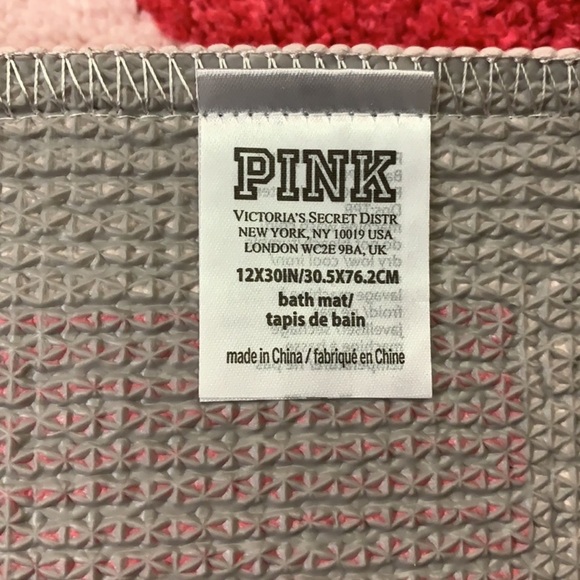 PINK
VICTORIA'S SECRET DISTR
NEW YORK, NY 10019 USA
LONDON WC2E 9BA, UK
12X30IN/30.5X76.2CM
bath mat/
tapis de bain
made in China / fabriqué en Chine